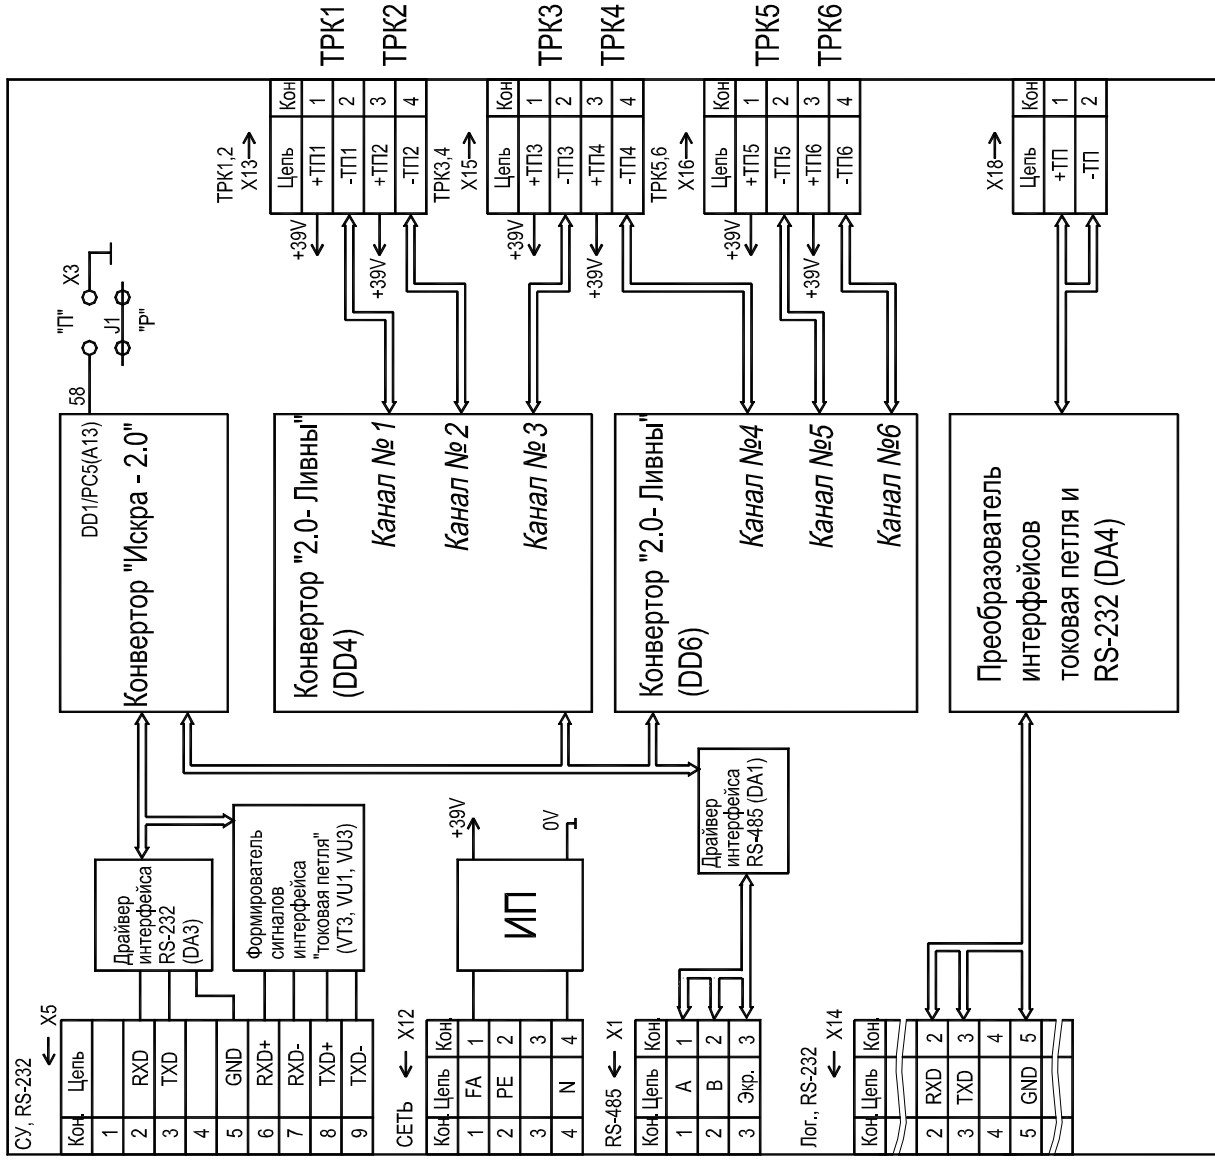 СУ, RS-232
X5
Кон.
Цепь
1
2
RXD
3
TXD
4
5
GND
6
RXD+
7
RXD-
8
TXD+
9
TXD-
Драйвер
интерфейса
RS-232
(DA3)
Формирователь
сигналов
интерфейса
"токовая петля"
(VT3, VU1, VU3)
Конвертор "Искра - 2.0"
DD1/PC5(A13)
58
"П"
X3
J1
"Р"
СЕТЬ
X12
Кон. Цепь Кон.
1 FA 1
2 PE 2
3 3
4 N 4
ИП
+39V
0V
RS-485
X1
Кон. Цепь Кон.
1 A 1
2 B 2
3 Экр. 3
Драйвер
интерфейса
RS-485 (DA1)
Конвертор "2.0- Ливны"
(DD4)
Канал № 1
Канал №2
Канал № 3
Конвертор "2.0- Ливны"
(DD6)
Канал №4
Канал №5
Канал №6
ТРК1,2
X13
Цепь Кон
+ТП1 1
-ТП1 2
+ТП2 3
-ТП2 4
+39V
+39V
ТРК1
ТРК2
ТРК3,4
X15
Цепь Кон
+ТП3 1
-ТП3 2
+ТП4 3
-ТП4 4
+39V
+39V
ТРК3
ТРК4
ТРК5,6
X16
Цепь Кон
+ТП5 1
-ТП5 2
+ТП6 3
-ТП6 4
+39V
+39V
ТРК5
ТРК6
Лог., RS-232
X14
Кон. Цепь Кон.
2 RXD 2
3 TXD 3
4 4
5 GND 5
Преобразователь
интерфейсов
токовая петля и
RS-232 (DA4)
X18
Цепь Кон
+ТП 1
-ТП 2